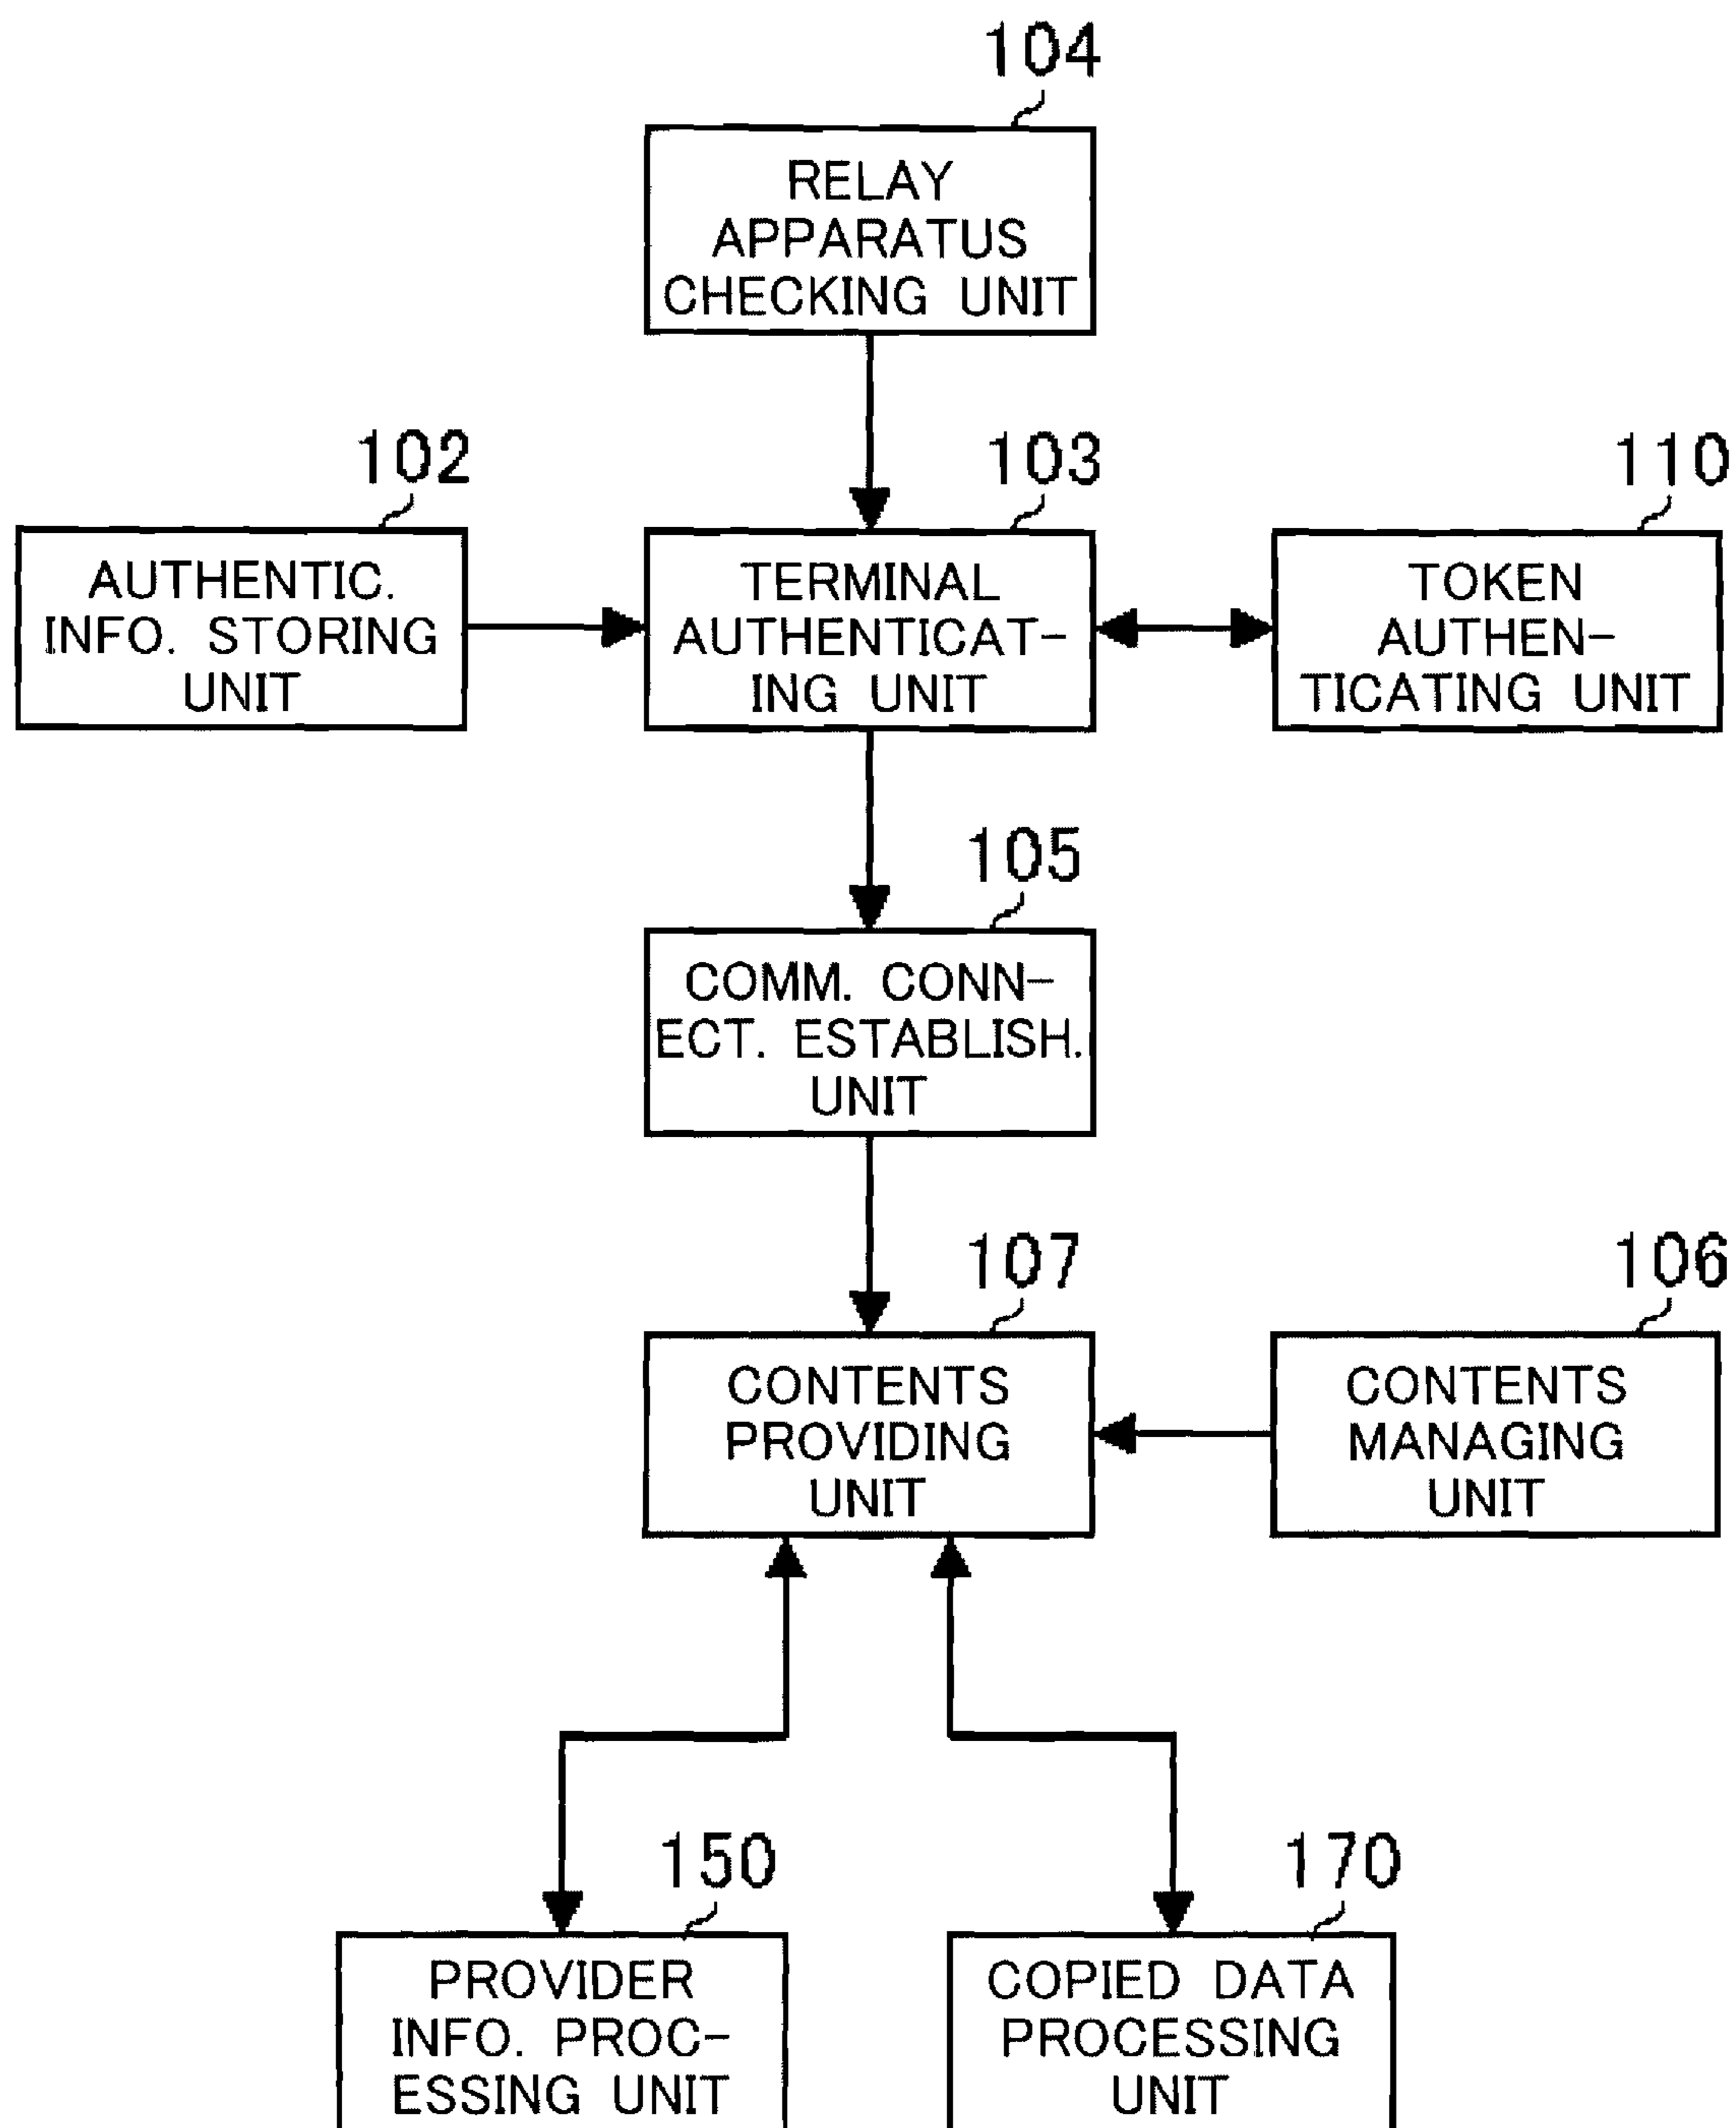 104
RELAY
APPARATUS
CHECKING UNIT
102
103
110
AUTHENTIC.
INFO. STORING
UNIT
TERMINAL
AUTHENTICAT-
ING UNIT
TOKEN
AUTHEN-
TICATING UNIT
105
COMM. CONN-
ECT. ESTABLISH.
UNIT
107
106
CONTENTS
PROVIDING
UNIT
CONTENTS
MANAGING
UNIT
150
170
PROVIDER
INFO. PROC-
ESSING UNIT
COPIED DATA
PROCESSING
UNIT